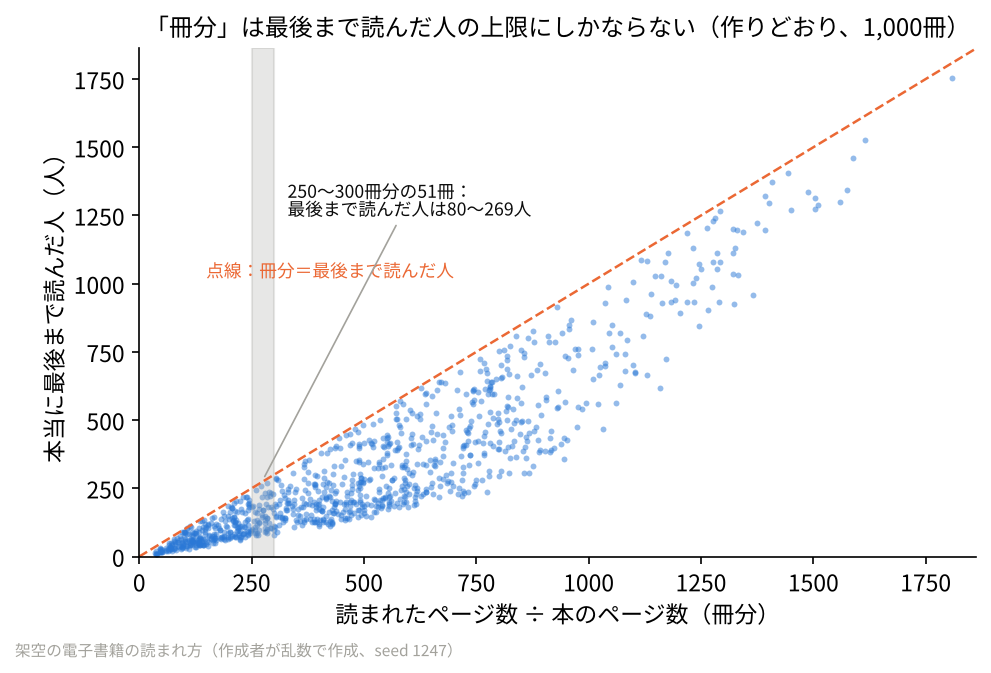 「冊分」は最後まで読んだ人の上限にしかならない（作りどおり、1,000冊）
本当に最後まで読んだ人（人）
1750
1500
1250
1000
750
500
250
0
250〜300冊分の51冊：
最後まで読んだ人は80〜269人
点線：冊分＝最後まで読んだ人
0 250 500 750 1000 1250 1500 1750
読まれたページ数 ÷ 本のページ数（冊分）
架空の電子書籍の読まれ方（作成者が乱数で作成、seed 1247）